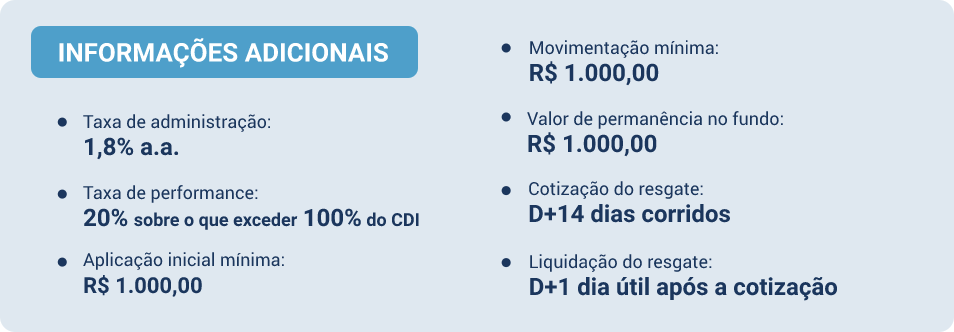 INFORMAÇÕES ADICIONAIS
Taxa de administração:
1,8% a.a.
Taxa de performance:
20% sobre o que exceder 100% do CDI
Aplicação inicial mínima:
R$ 1.000,00
Movimentação mínima:
R$ 1.000,00
Valor de permanência no fundo:
R$ 1.000,00
Cotização do resgate:
D+14 dias corridos
Liquidação do resgate:
D+1 dia útil após a cotização